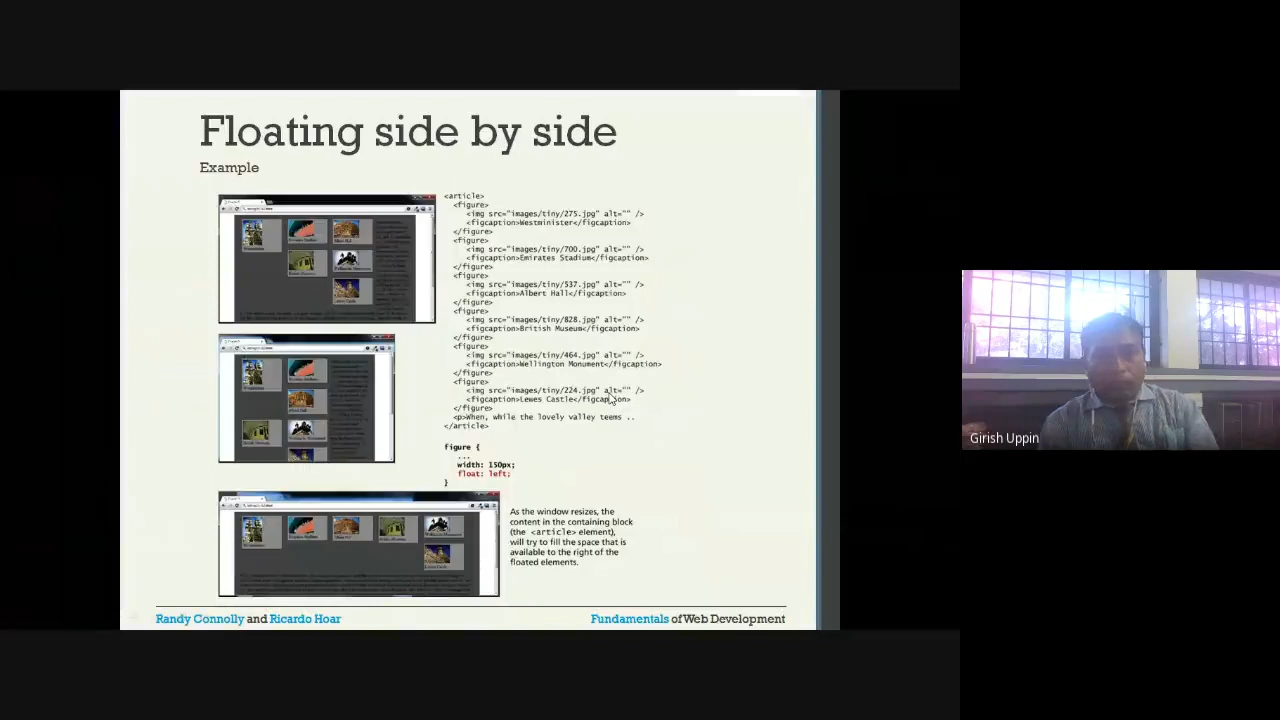 Floating side by side
Example
<article>
<figure>
<img src="images/tiny/275.jpg" alt="" />
<figcaption>Westminister</figcaption>
</figure>
<figure>
<img src="images/tiny/700.jpg" alt="" />
<figcaption>Emirates Stadium</figcaption>
</figure>
<figure>
<img src="images/tiny/537.jpg" alt="" />
<figcaption>Albert Hall</figcaption>
</figure>
<figure>
<img src="images/tiny/828.jpg" alt="" />
<figcaption>British Museum</figcaption>
</figure>
<figure>
<img src="images/tiny/464.jpg" alt="" />
<figcaption>Wellington Monument</figcaption>
</figure>
<figure>
<img src="images/tiny/224.jpg" alt="" />
<figcaption>Lewes Castle</figcaption>
</figure>
<p>When, while the lovely valley teems ..
</article>
figure {
...
width: 150px;
float: left;
}
As the window resizes, the
content in the containing block
(the <article> element),
will try to fill the space that is
available to the right of the
floated elements.
Randy Connolly and Ricardo Hoar
Fundamentals of Web Development
Girish Uppin